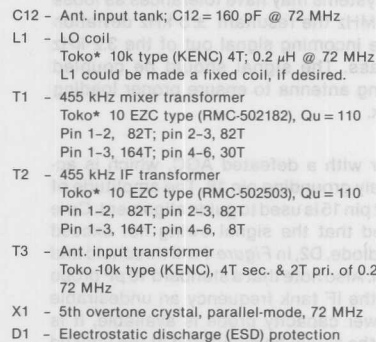 C12 – Ant. input tank; C12 = 160 pF @ 72 MHz
L1 – LO coil
Toko* 10k type (KENC) 4T; 0.2 μH @ 72 MHz
L1 could be made a fixed coil, if desired.
T1 – 455 kHz mixer transformer
Toko* 10 EZC type (RMC-502182), Qu = 110
Pin 1–2, 82T; pin 2–3, 82T
Pin 1–3, 164T; pin 4–6, 30T
T2 – 455 kHz IF transformer
Toko* 10 EZC type (RMC-502503), Qu = 110
Pin 1–2, 82T; pin 2–3, 82T
Pin 1–3, 164T; pin 4–6, 8T
T3 – Ant. input transformer
Toko 10k type (KENC), 4T sec. & 2T pri. of 0.2
72 MHz
X1 – 5th overtone crystal, parallel-mode, 72 MHz
D1 – Electrostatic discharge (ESD) protection